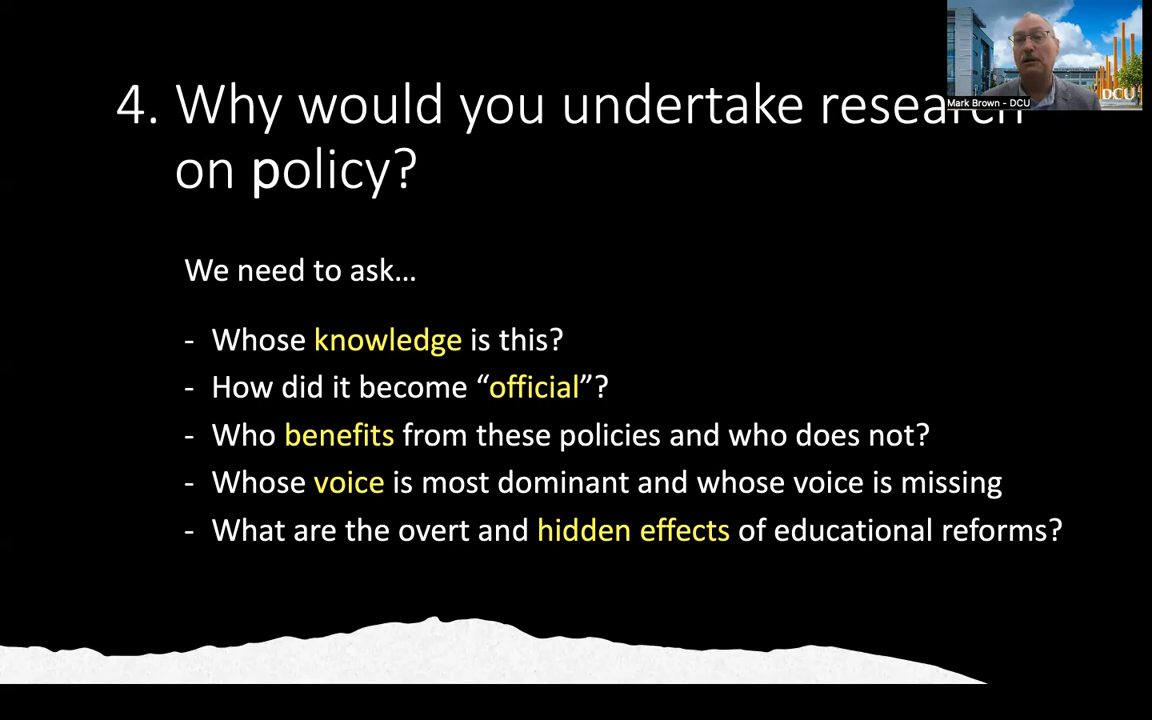 4. Why would you undertake research
on policy?
Mark Brown - DCU
DCU
We need to ask...
- Whose knowledge is this?
- How did it become “official”?
- Who benefits from these policies and who does not?
- Whose voice is most dominant and whose voice is missing
- What are the overt and hidden effects of educational reforms?